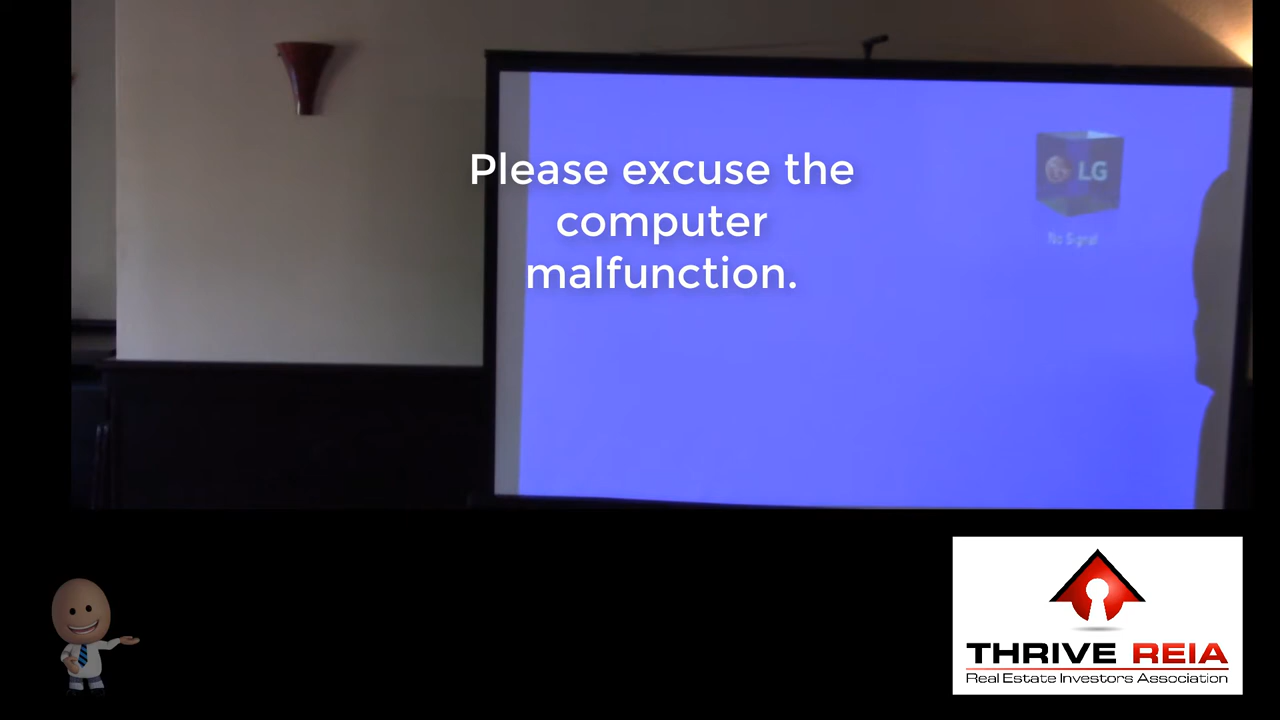 Please excuse the
computer
malfunction.
LG
No Signal
THRIVE REIA
Real Estate Investors Association